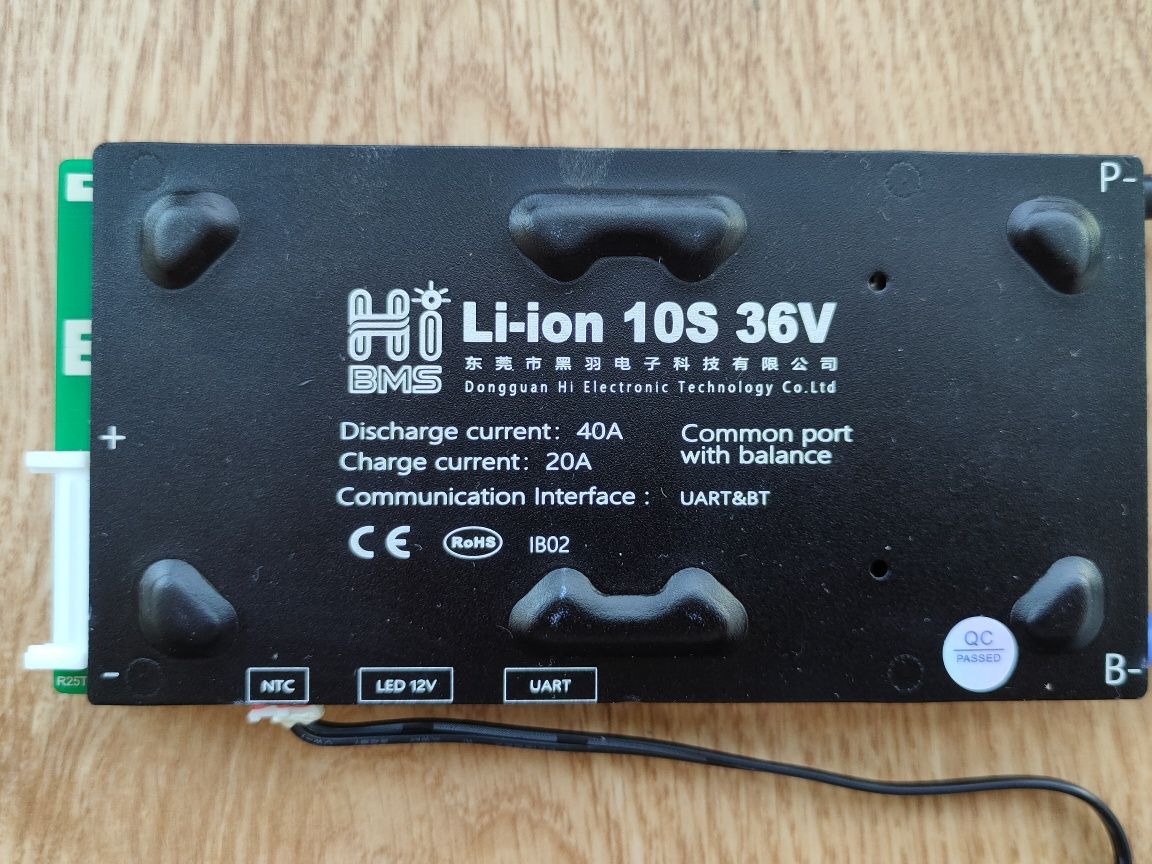 P-
Hi
BMS
Li-ion 10S 36V
东莞市黑羽电子科技有限公司
Dongguan Hi Electronic Technology Co.Ltd
+
Discharge current: 40A
Common port
with balance
Charge current: 20A
Communication Interface : UART&BT
CE RoHS IB02
QC
PASSED
-
NTC
LED 12V
UART
B-
R25T